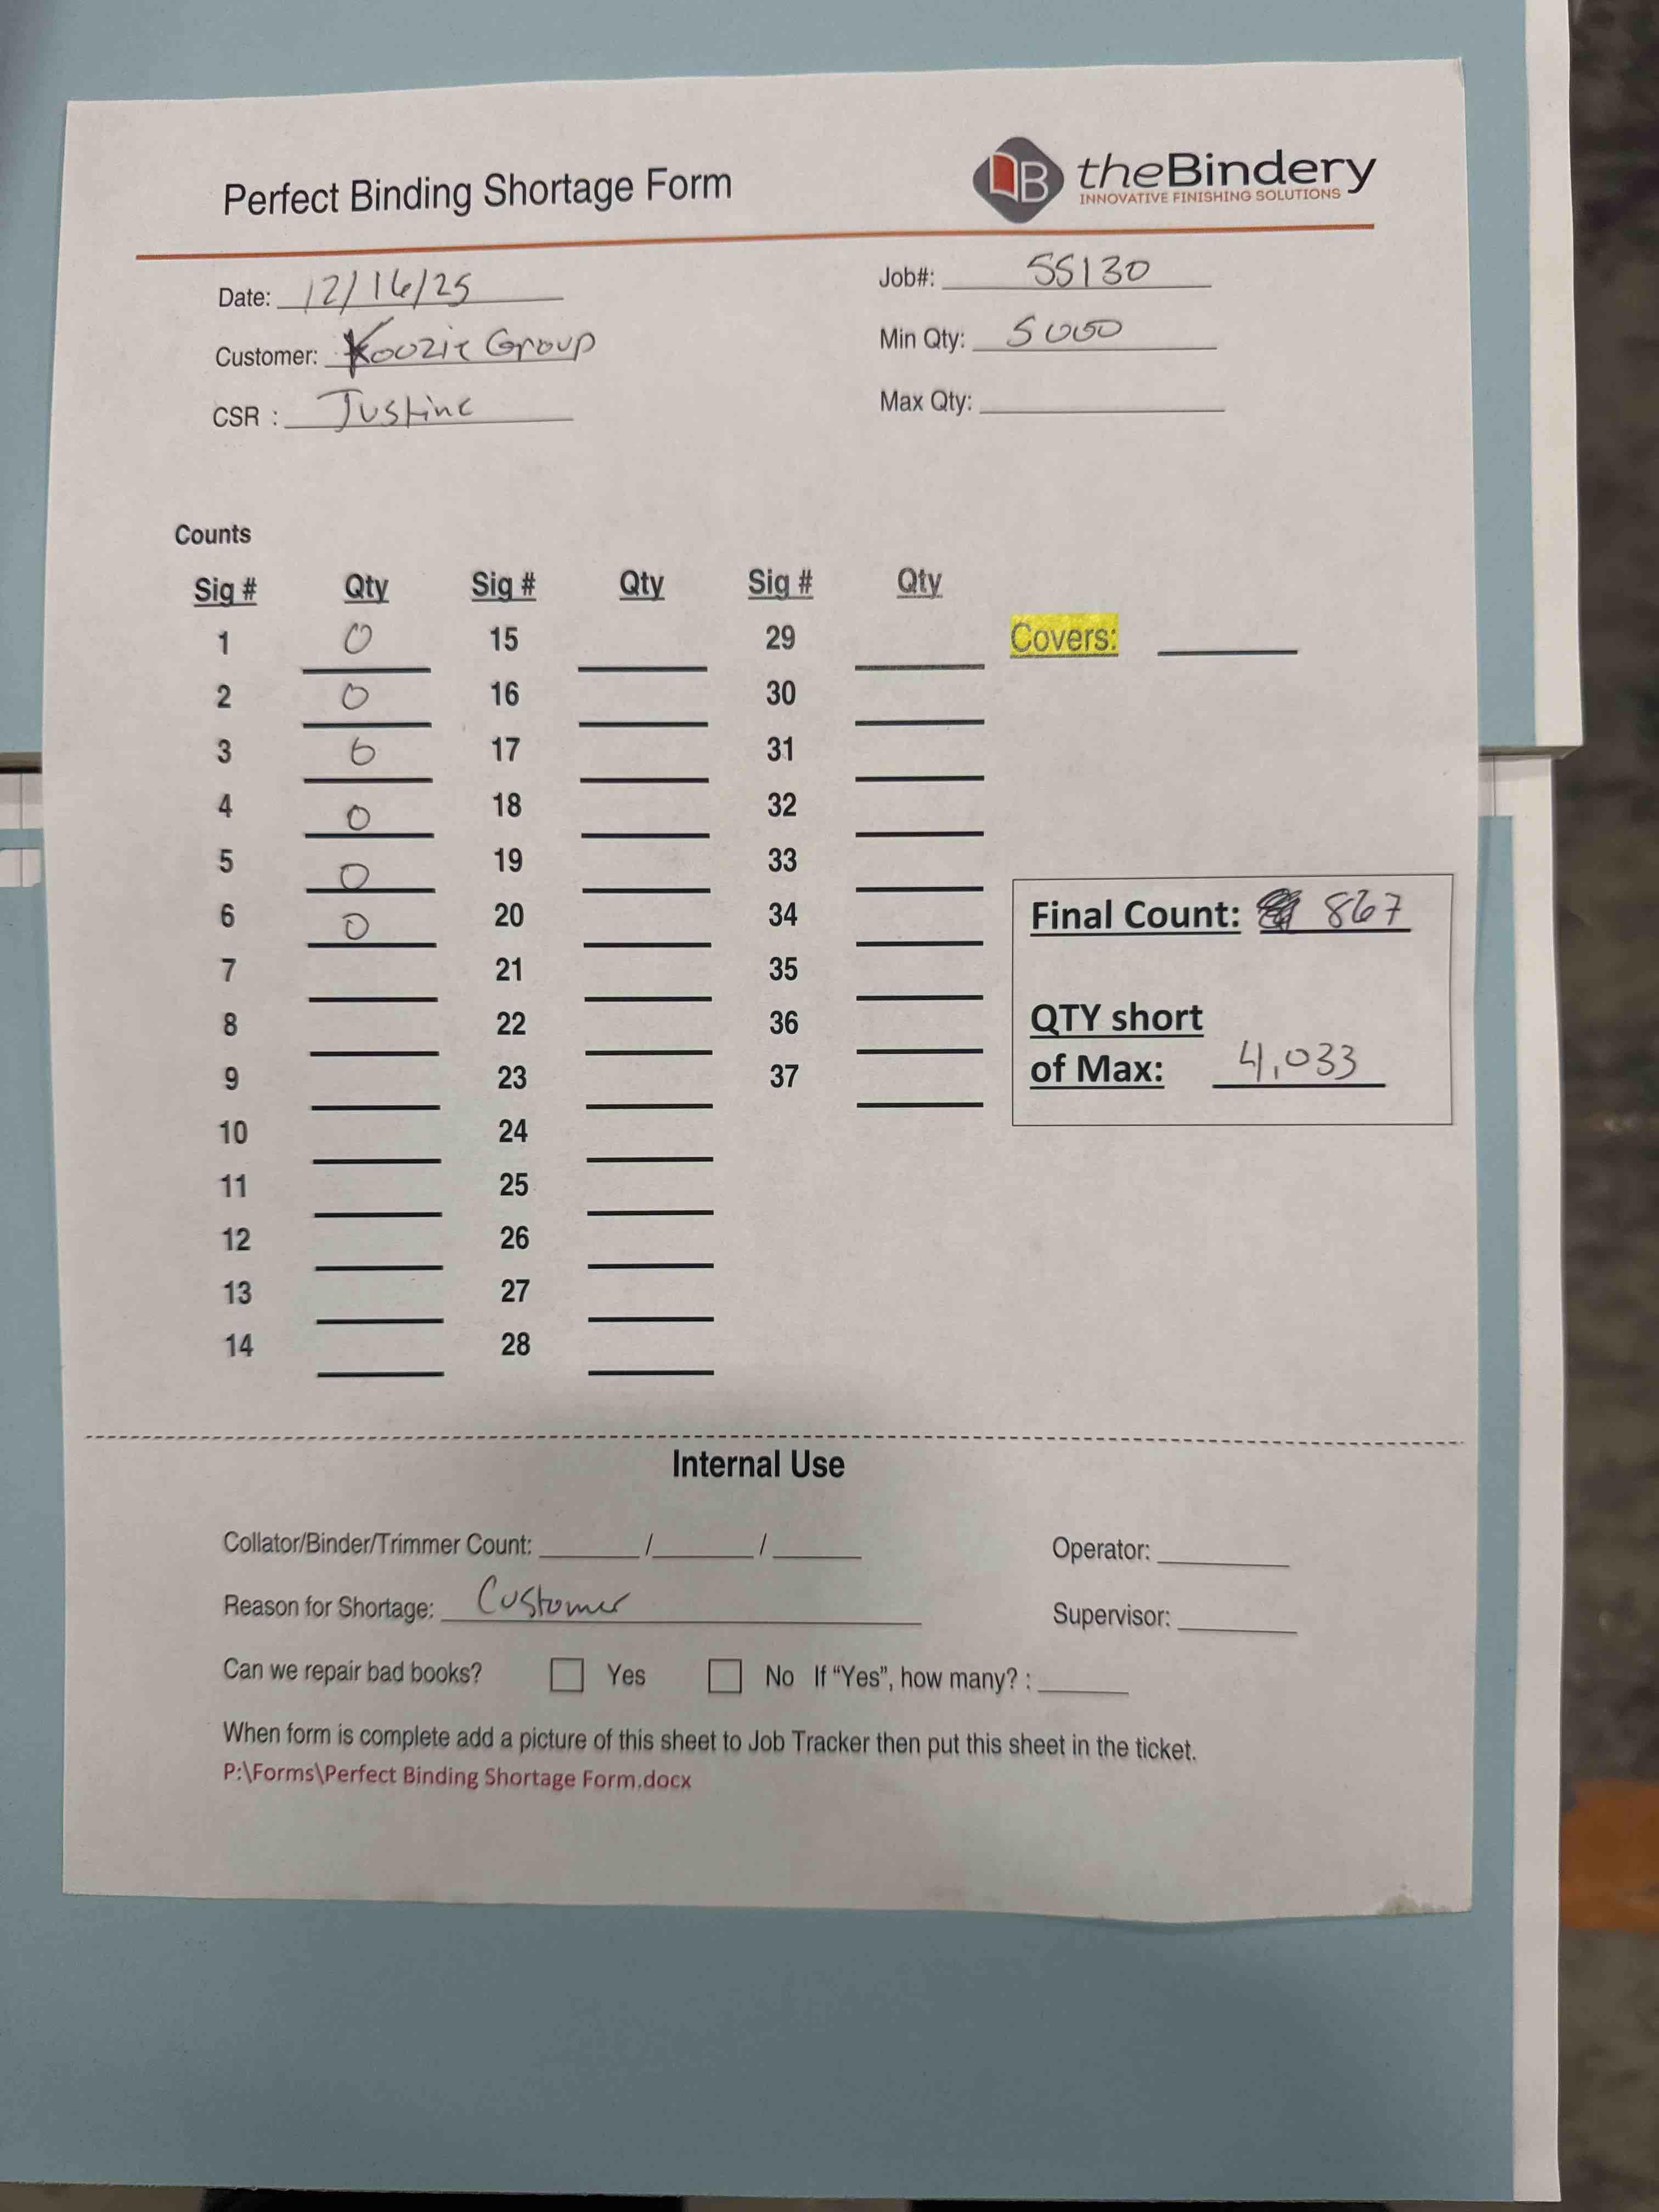 Perfect Binding Shortage Form
B theBindery
INNOVATIVE FINISHING SOLUTIONS
Date: 12/16/25
Job#: 55130
Customer: Koozie Group
Min Qty: 5000
CSR : Justine
Max Qty:
Counts
Sig # Qty Sig # Qty Sig # Qty
1 0 15 29 Covers:
2 0 16 30
3 0 17 31
4 0 18 32
5 0 19 33
6 0 20 34 Final Count: 867
7 21 35
8 22 36 QTY short
9 23 37 of Max: 4,033
10 24
11 25
12 26
13 27
14 28
Internal Use
Collator/Binder/Trimmer Count: / / Operator:
Reason for Shortage: Customer Supervisor:
Can we repair bad books? Yes No If “Yes”, how many? :
When form is complete add a picture of this sheet to Job Tracker then put this sheet in the ticket.
P:\Forms\Perfect Binding Shortage Form.docx